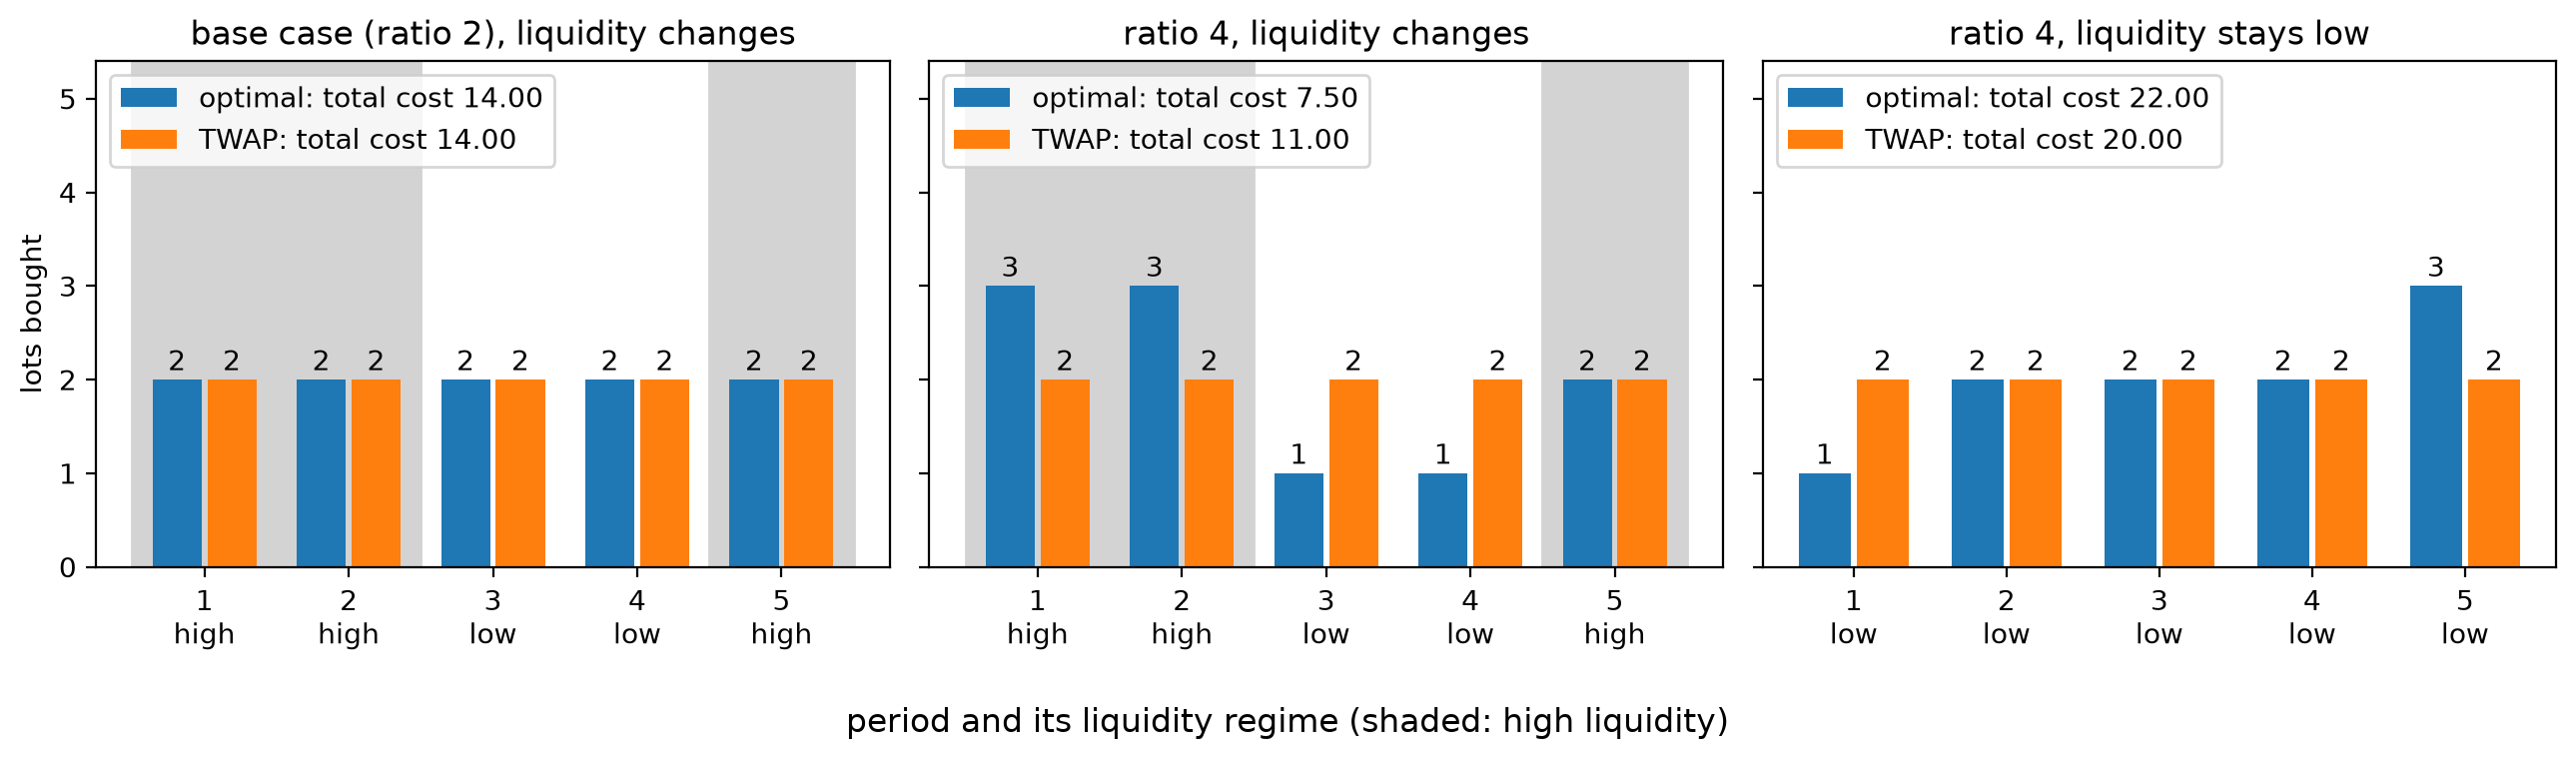 base case (ratio 2), liquidity changes
optimal: total cost 14.00
TWAP: total cost 14.00
lots bought
5
4
3
2
1
0
2 2 2 2 2 2 2 2 2 2
1 2 3 4 5
high high low low high
ratio 4, liquidity changes
optimal: total cost 7.50
TWAP: total cost 11.00
3 2 3 2 1 2 1 2 2 2
1 2 3 4 5
high high low low high
ratio 4, liquidity stays low
optimal: total cost 22.00
TWAP: total cost 20.00
1 2 2 2 2 2 2 2 3 2
1 2 3 4 5
low low low low low
period and its liquidity regime (shaded: high liquidity)